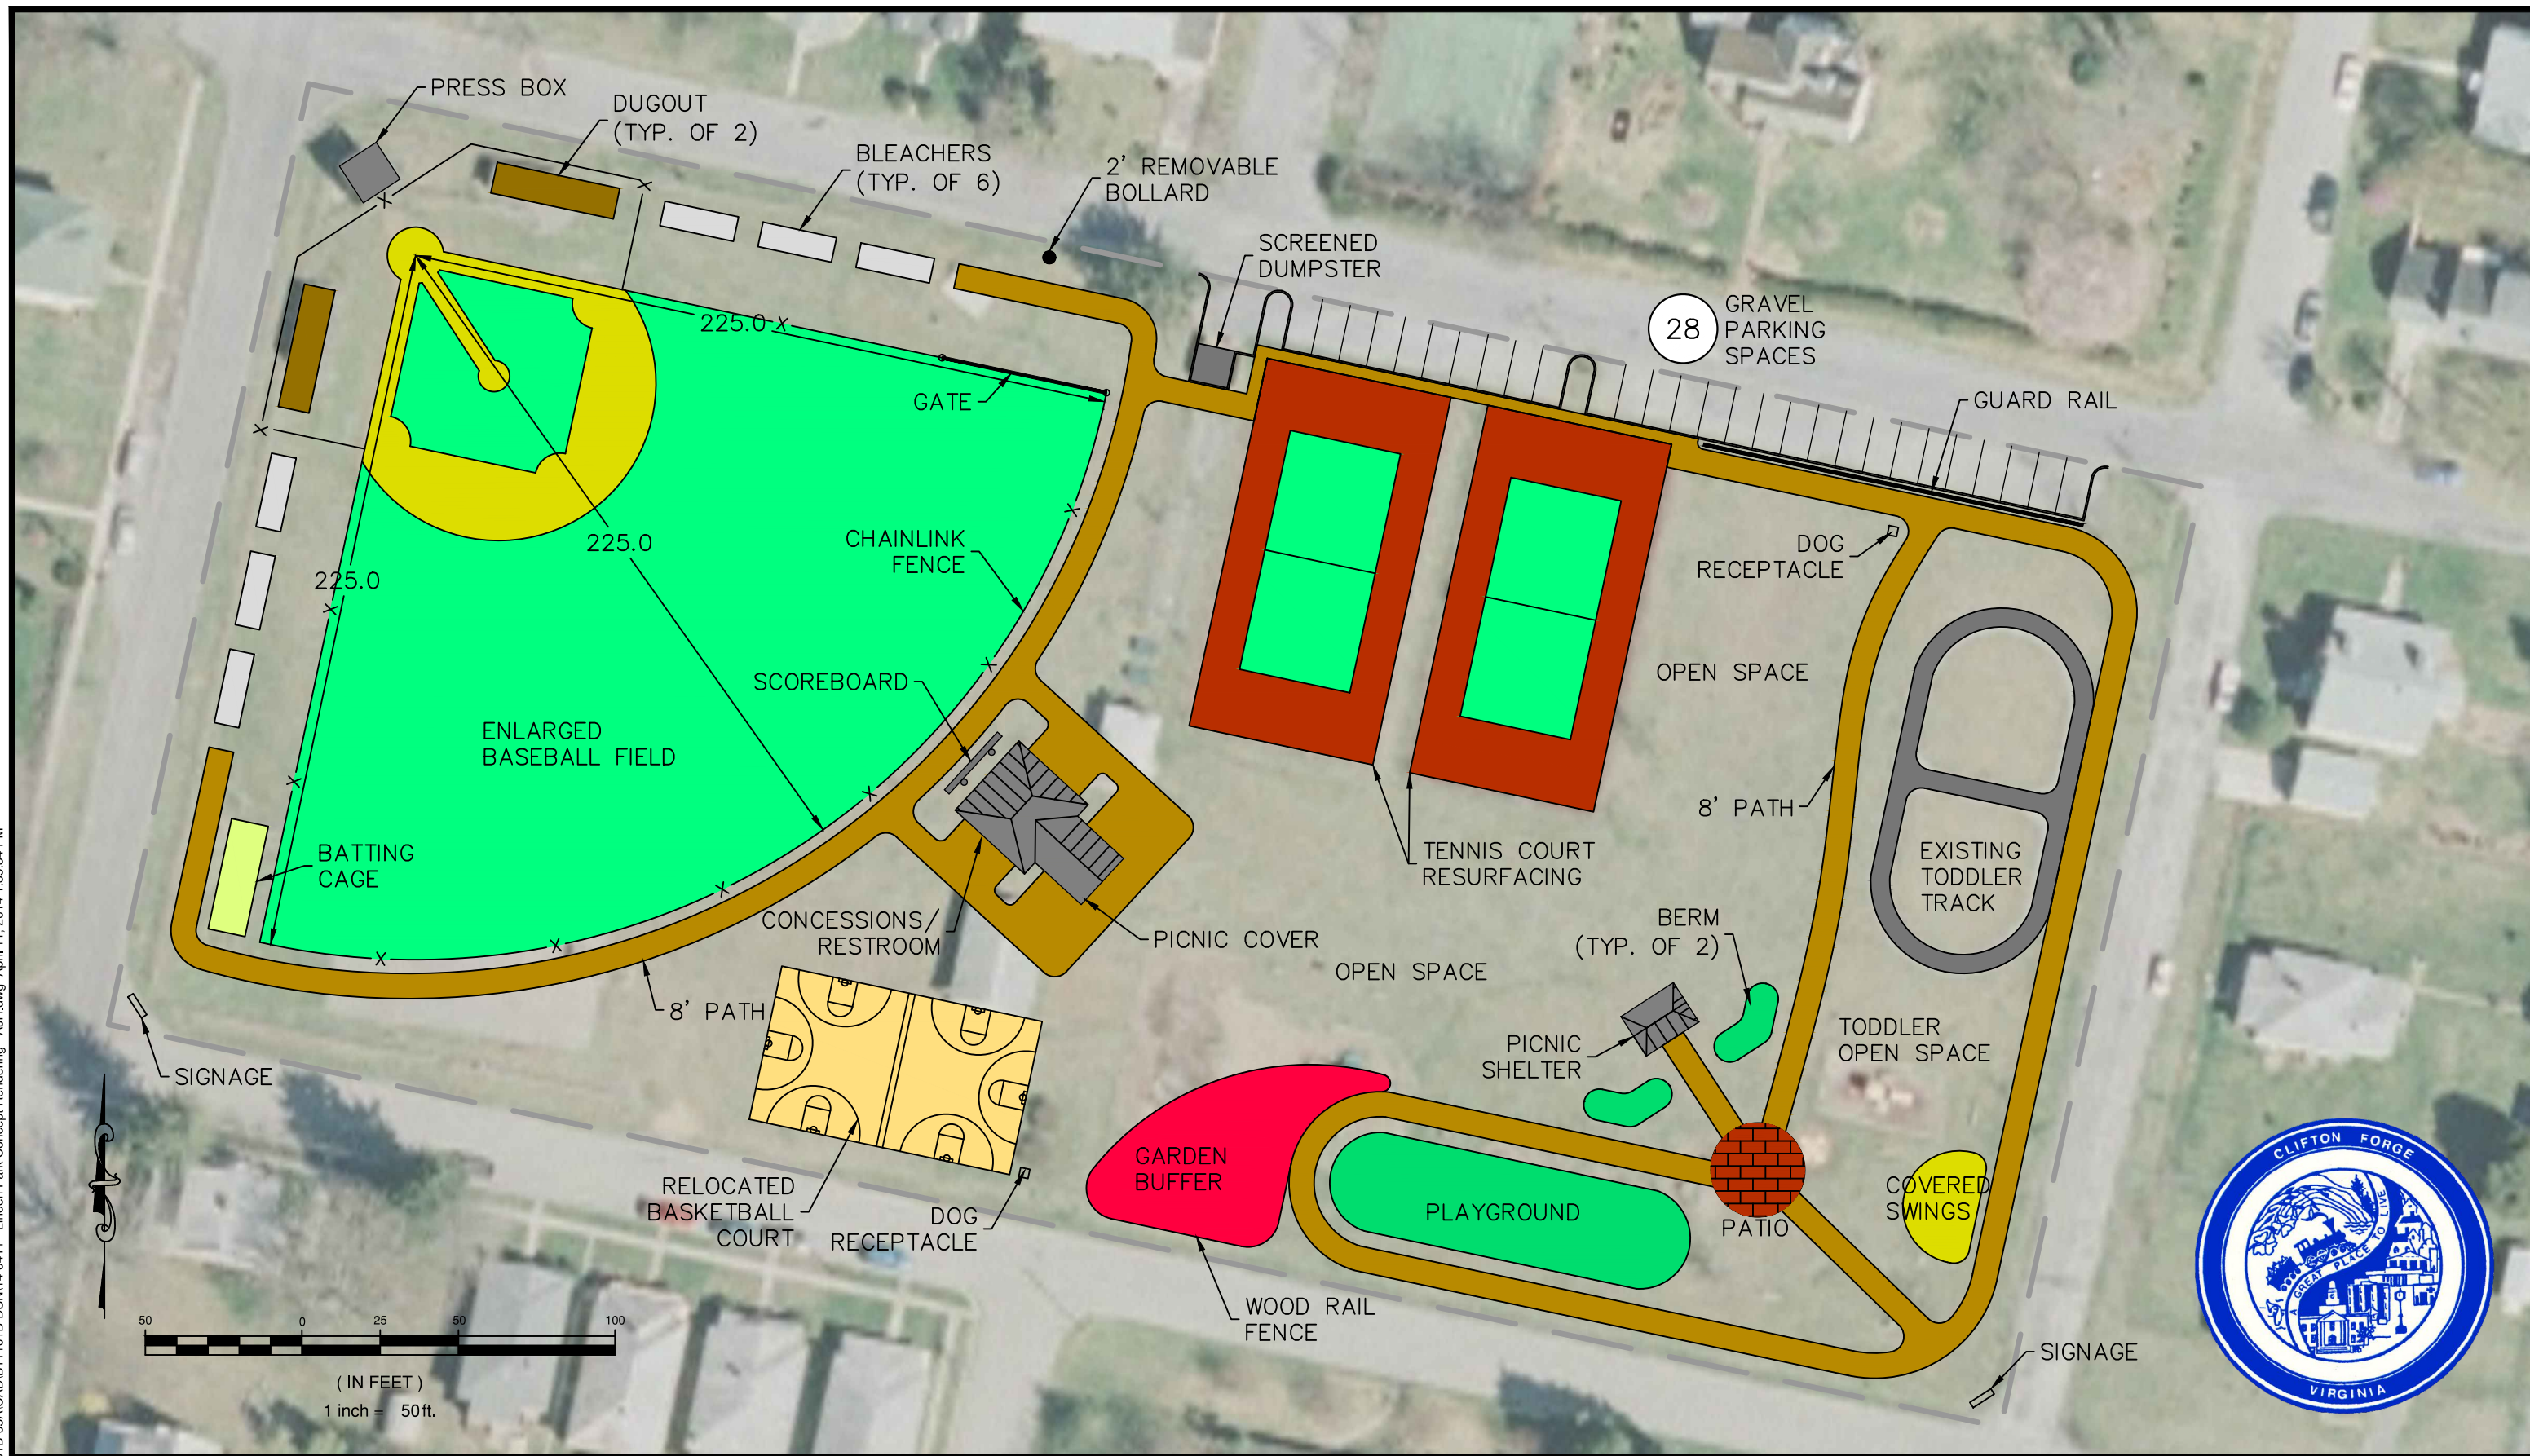 PRESS BOX
DUGOUT
(TYP. OF 2)
BLEACHERS
(TYP. OF 6)
2' REMOVABLE
BOLLARD
SCREENED
DUMPSTER
28
GRAVEL
PARKING
SPACES
GUARD RAIL
225.0
GATE
225.0
225.0
CHAINLINK
FENCE
DOG
RECEPTACLE
SCOREBOARD
OPEN SPACE
ENLARGED
BASEBALL FIELD
8' PATH
BATTING
CAGE
TENNIS COURT
RESURFACING
EXISTING
TODDLER
TRACK
CONCESSIONS/
RESTROOM
PICNIC COVER
BERM
(TYP. OF 2)
OPEN SPACE
8' PATH
PICNIC
SHELTER
TODDLER
OPEN SPACE
SIGNAGE
GARDEN
BUFFER
RELOCATED
BASKETBALL
COURT
DOG
RECEPTACLE
PLAYGROUND
PATIO
COVERED
SWINGS
WOOD RAIL
FENCE
SIGNAGE
50 0 25 50 100
( IN FEET )
1 inch = 50 ft.
CLIFTON FORGE
A GREAT PLACE TO LIVE
VIRGINIA